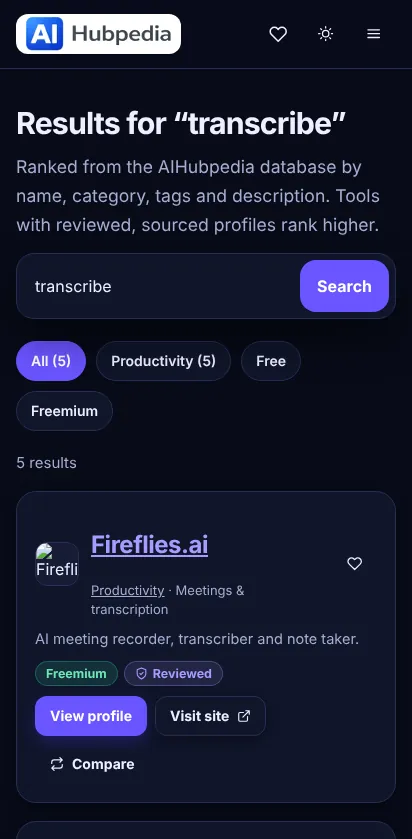 AI Hubpedia
Results for “transcribe”
Ranked from the AIHubpedia database by
name, category, tags and description. Tools
with reviewed, sourced profiles rank higher.
transcribe
Search
All (5)
Productivity (5)
Free
Freemium
5 results
Fireflies.ai
Firefli
Productivity · Meetings &
transcription
AI meeting recorder, transcriber and note taker.
Freemium
Reviewed
View profile
Visit site
Compare